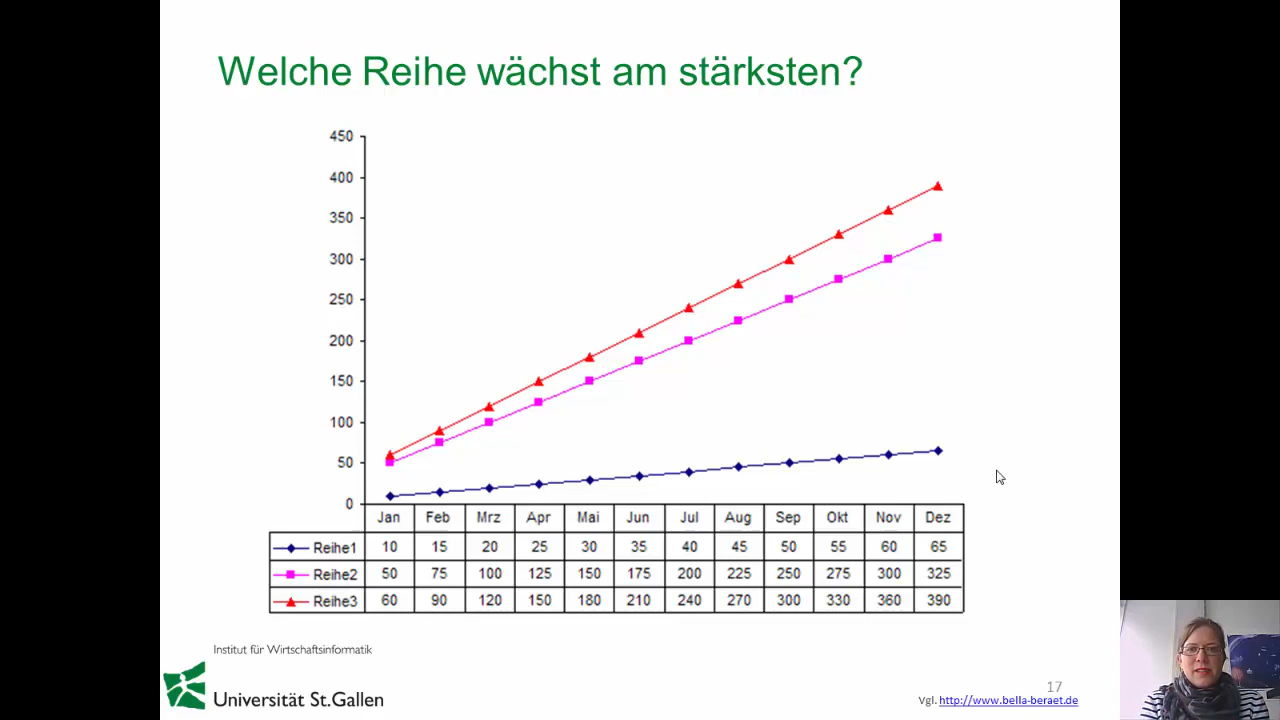 Welche Reihe wächst am stärksten?
450
400
350
300
250
200
150
100
50
0
Jan Feb Mrz Apr Mai Jun Jul Aug Sep Okt Nov Dez
Reihe1 10 15 20 25 30 35 40 45 50 55 60 65
Reihe2 50 75 100 125 150 175 200 225 250 275 300 325
Reihe3 60 90 120 150 180 210 240 270 300 330 360 390
Institut für Wirtschaftsinformatik
Universität St.Gallen
17
Vgl. http://www.bella-beraet.de